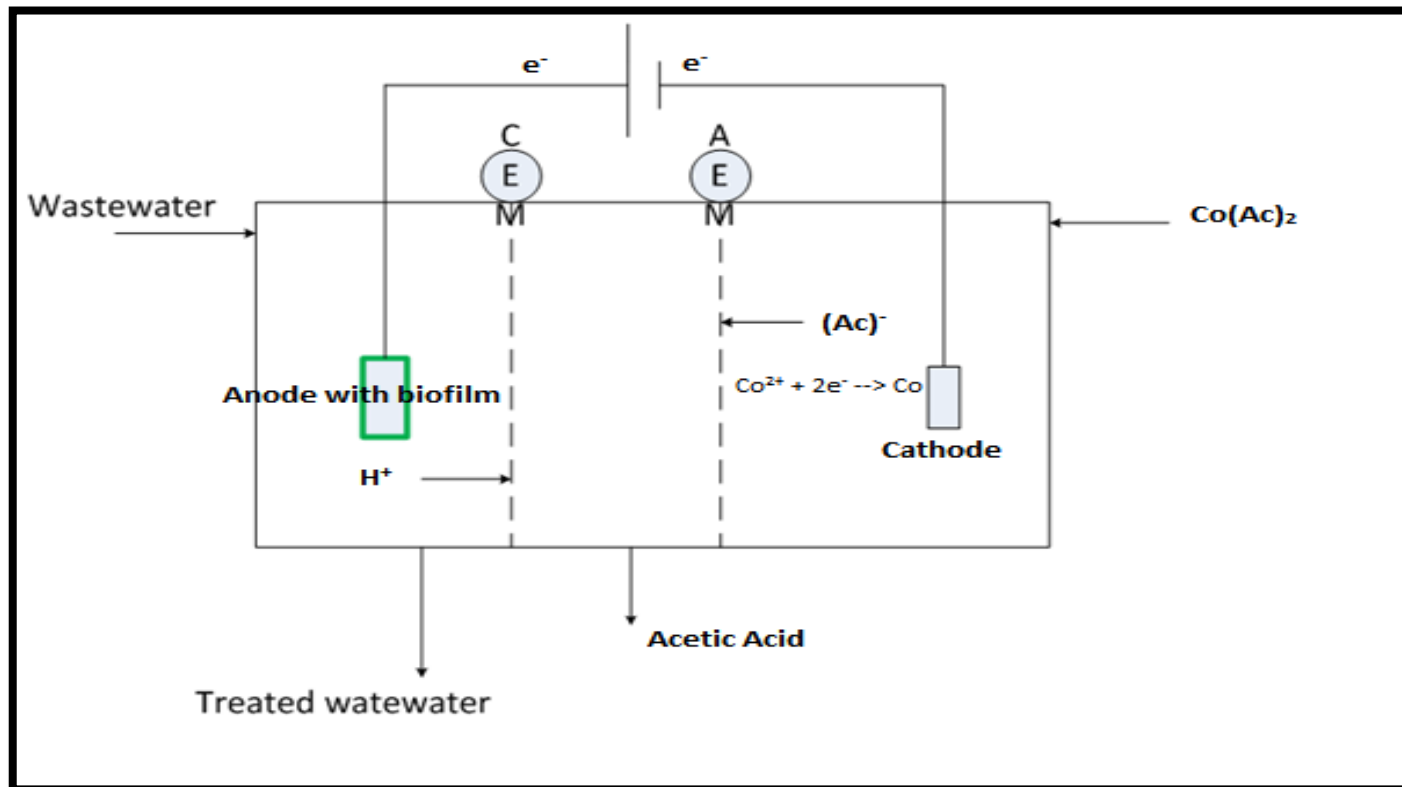 e⁻ e⁻
C A
E E
M M
Wastewater
Co(Ac)₂
(Ac)⁻
Co²⁺ + 2e⁻ --> Co
Anode with biofilm
Cathode
H⁺
Acetic Acid
Treated watewater